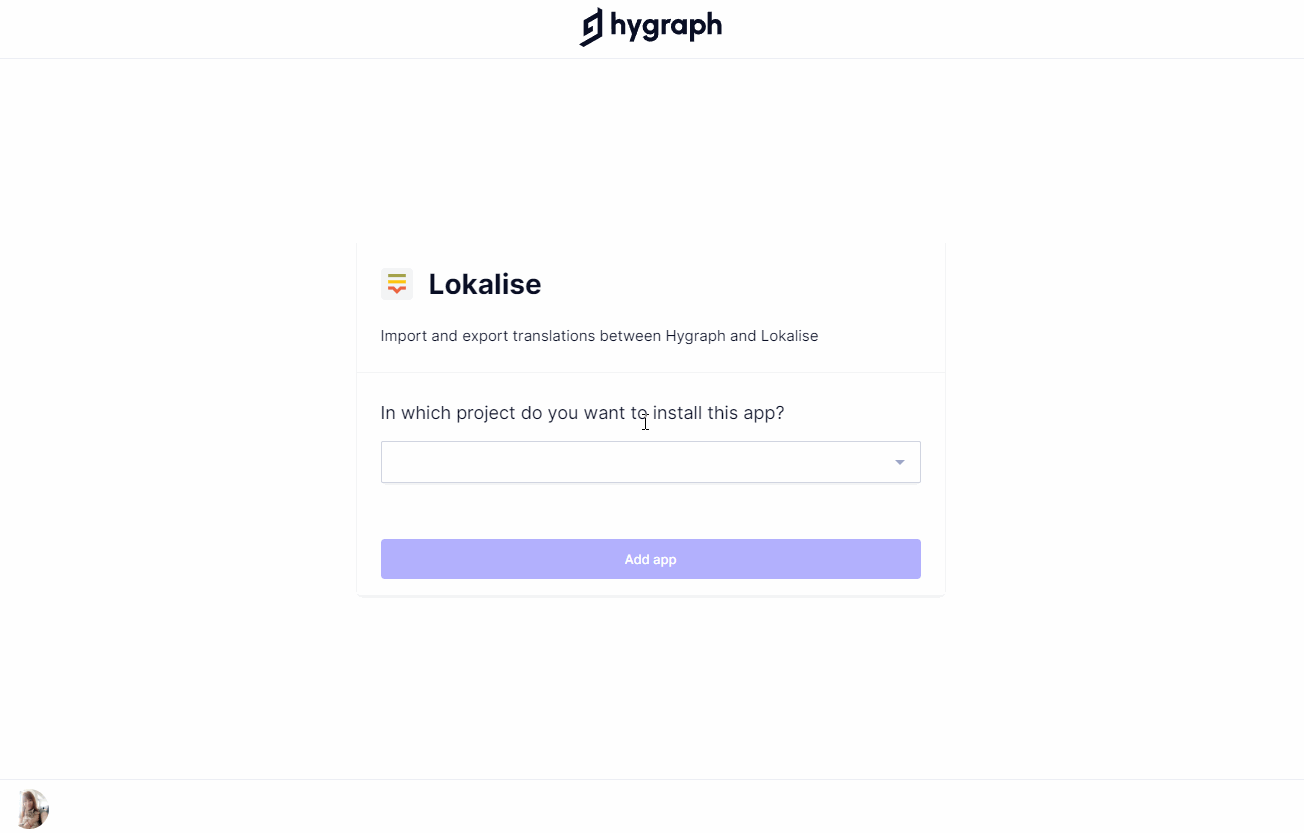 hygraph
Lokalise
Import and export translations between Hygraph and Lokalise
In which project do you want to install this app?
Add app